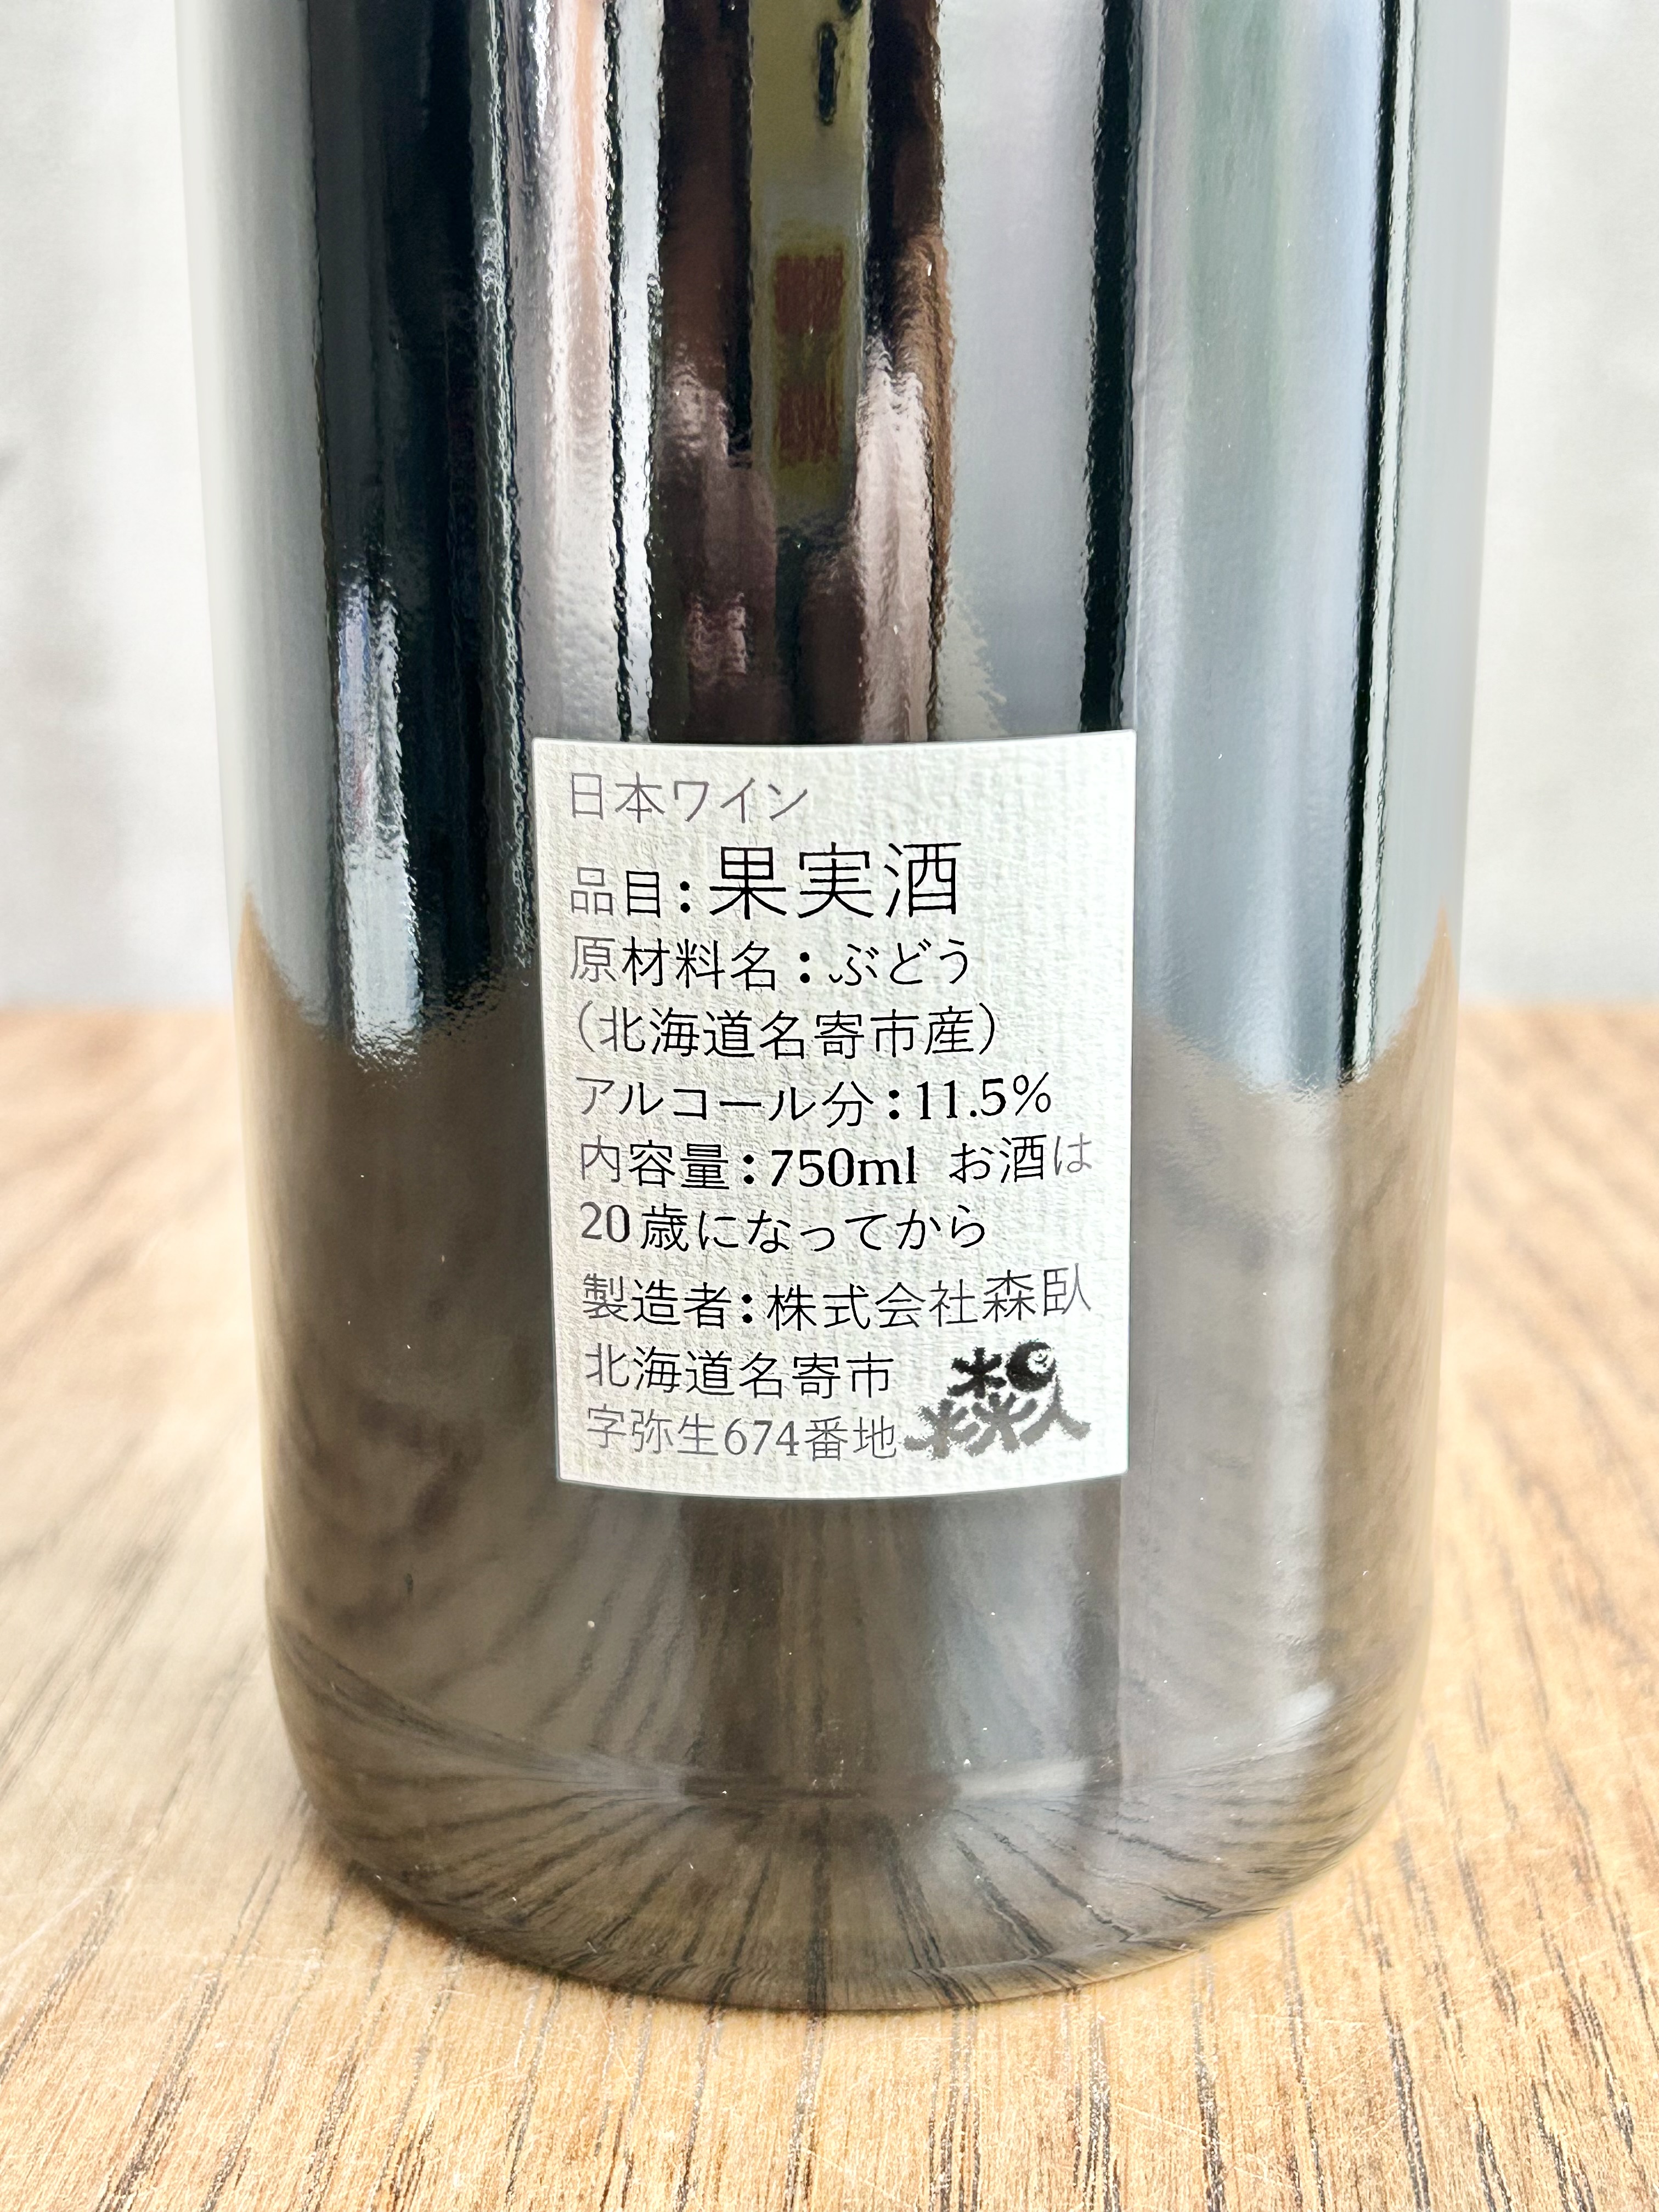 日本ワイン
品目:果実酒
原材料名:ぶどう
(北海道名寄市産)
アルコール分:11.5%
内容量:750ml お酒は
20歳になってから
製造者:株式会社森臥
北海道名寄市
字弥生674番地